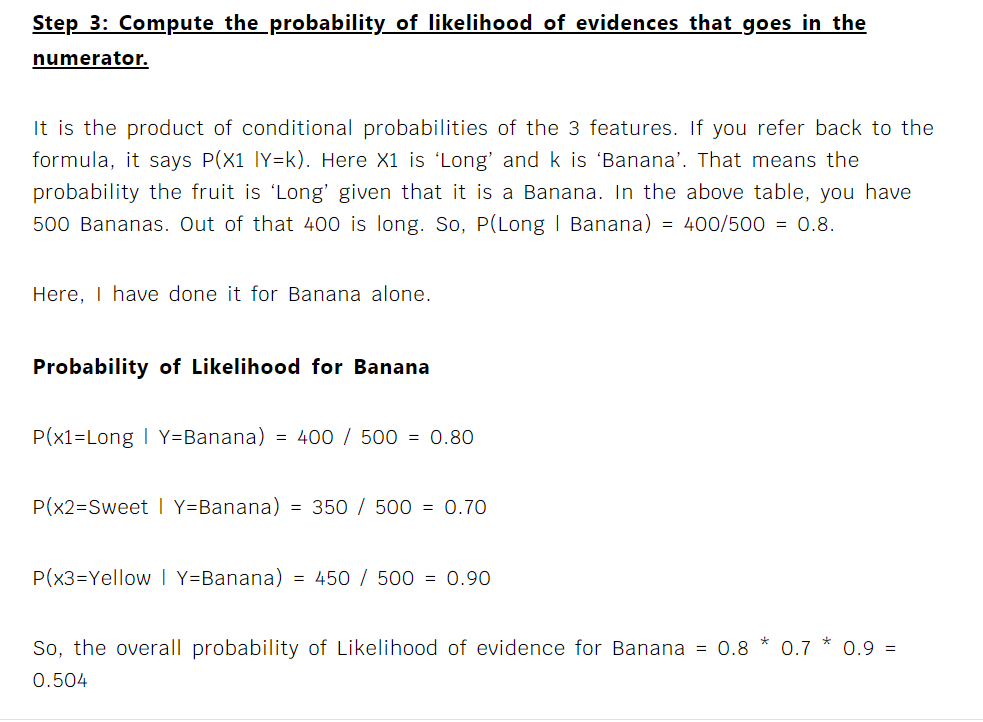 Step 3: Compute the probability of likelihood of evidences that goes in the
numerator.
It is the product of conditional probabilities of the 3 features. If you refer back to the
formula, it says P(X1 |Y=k). Here X1 is ‘Long’ and k is ‘Banana’. That means the
probability the fruit is ‘Long’ given that it is a Banana. In the above table, you have
500 Bananas. Out of that 400 is long. So, P(Long | Banana) = 400/500 = 0.8.
Here, I have done it for Banana alone.
Probability of Likelihood for Banana
P(x1=Long | Y=Banana) = 400 / 500 = 0.80
P(x2=Sweet | Y=Banana) = 350 / 500 = 0.70
P(x3=Yellow | Y=Banana) = 450 / 500 = 0.90
So, the overall probability of Likelihood of evidence for Banana = 0.8 * 0.7 * 0.9 =
0.504